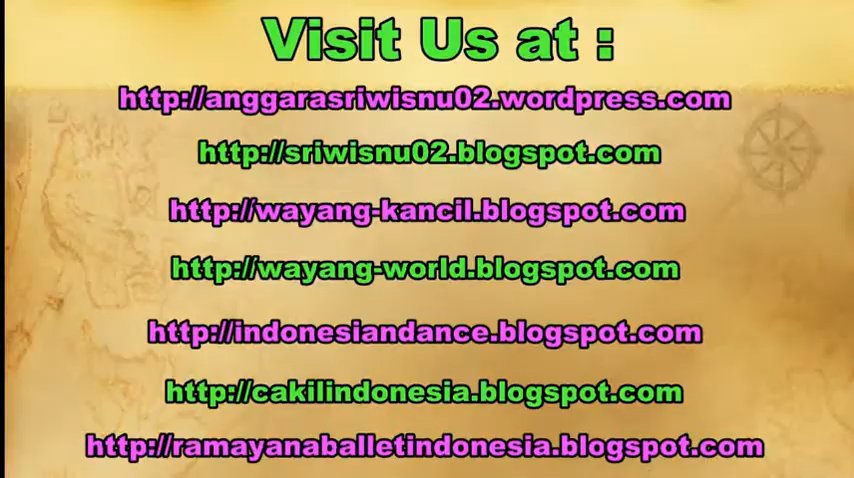 Visit Us at :
http://anggarasriwisnu02.wordpress.com
http://sriwisnu02.blogspot.com
http://wayang-kancil.blogspot.com
http://wayang-world.blogspot.com
http://indonesiandance.blogspot.com
http://cakilindonesia.blogspot.com
http://ramayanaballetindonesia.blogspot.com